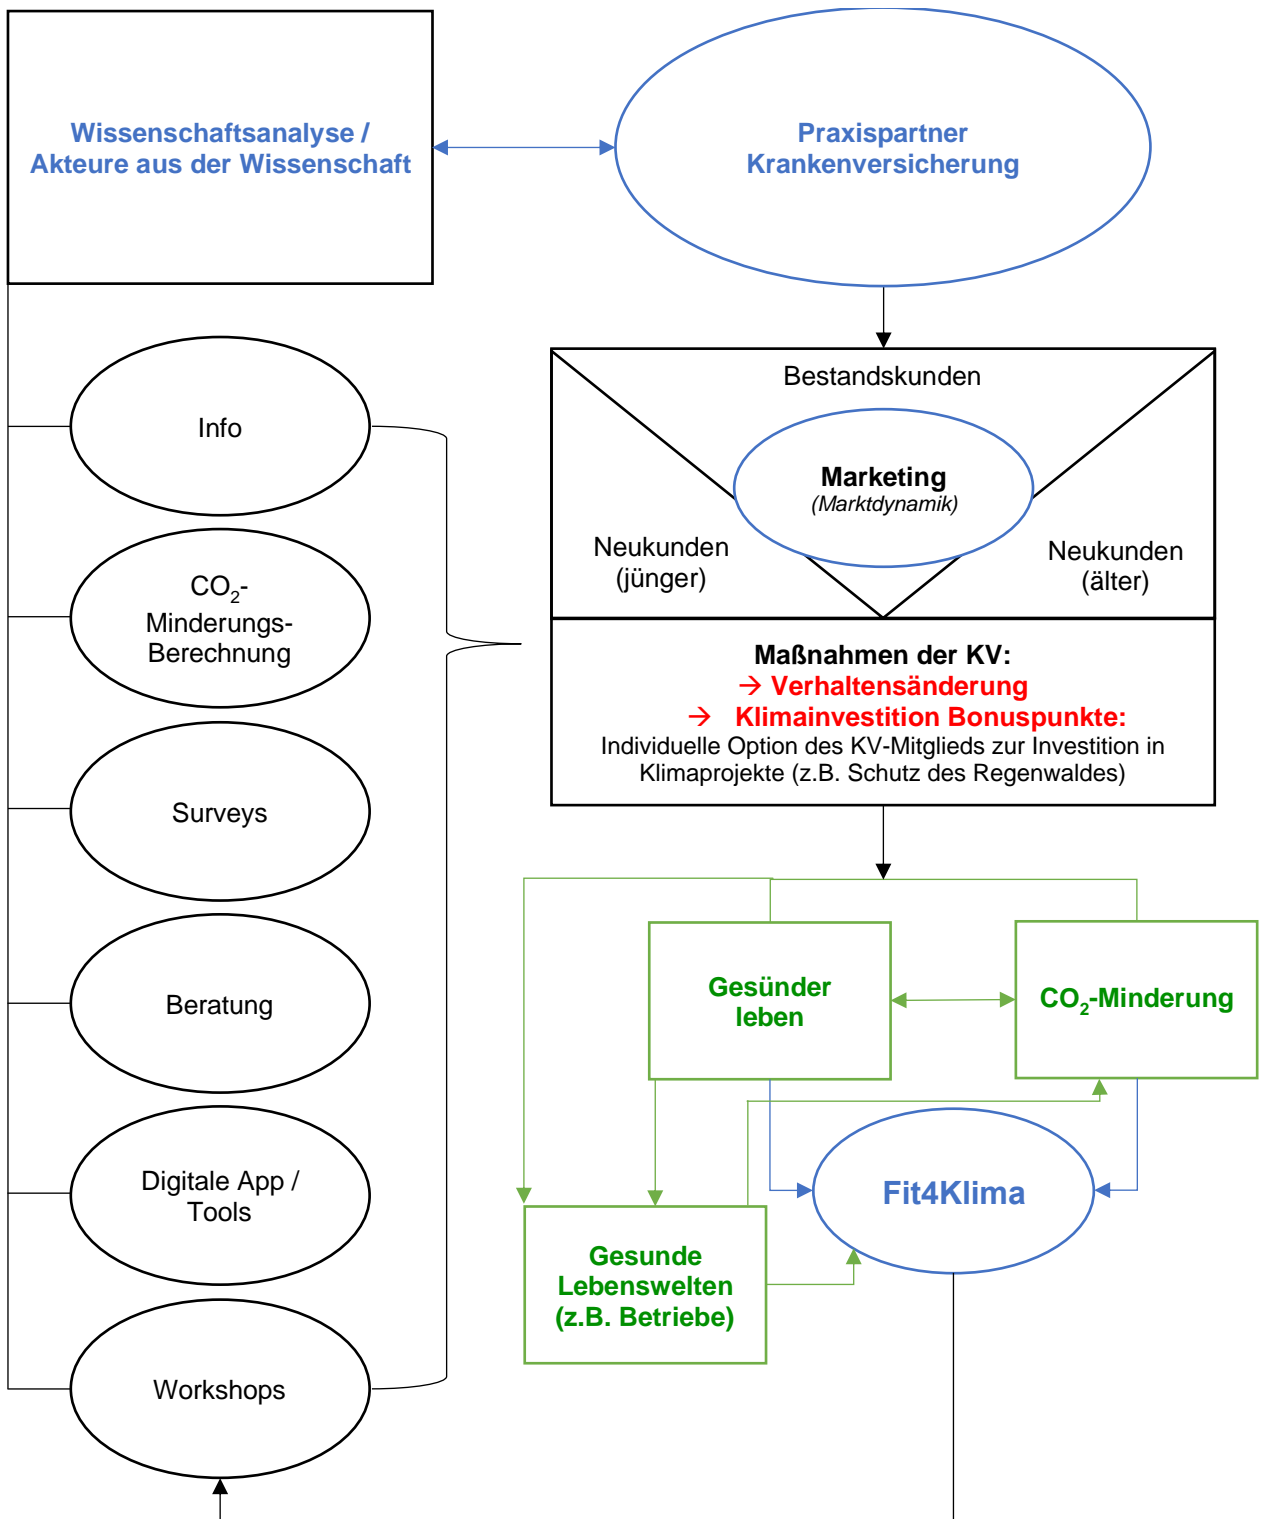 Wissenschaftsanalyse /
Akteure aus der Wissenschaft
Praxispartner
Krankenversicherung
Info
CO₂-
Minderungs-
Berechnung
Surveys
Beratung
Digitale App /
Tools
Workshops
Bestandskunden
Marketing
(Marktdynamik)
Neukunden
(jünger)
Neukunden
(älter)
Maßnahmen der KV:
→ Verhaltensänderung
→ Klimainvestition Bonuspunkte:
Individuelle Option des KV-Mitglieds zur Investition in
Klimaprojekte (z.B. Schutz des Regenwaldes)
Gesünder
leben
CO₂-Minderung
Fit4Klima
Gesunde
Lebenswelten
(z.B. Betriebe)